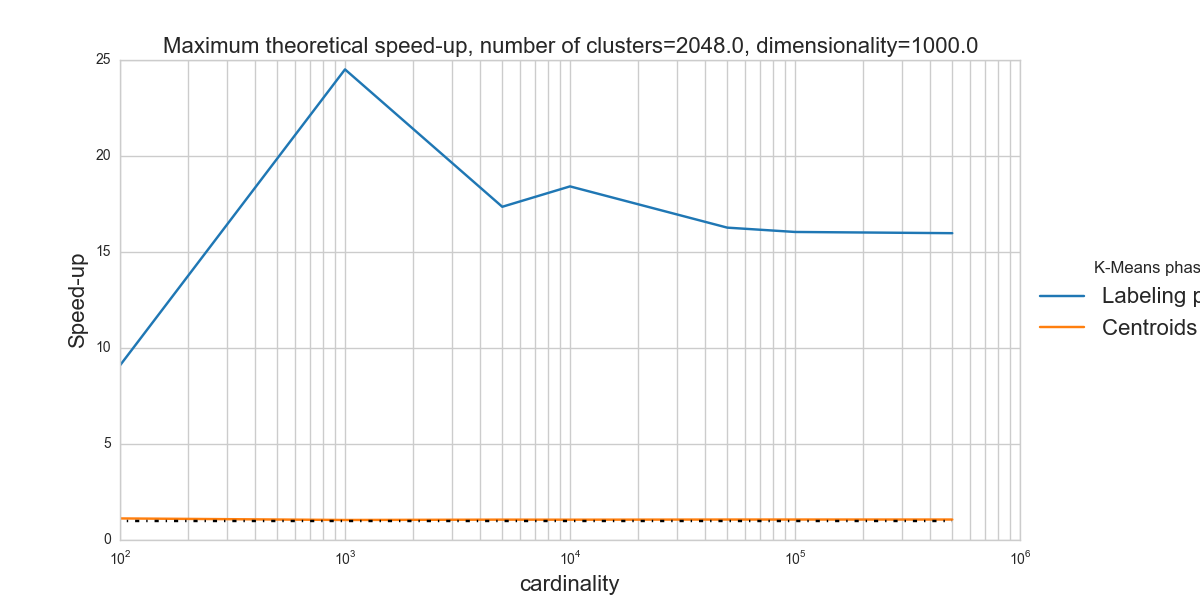 Maximum theoretical speed-up, number of clusters=2048.0, dimensionality=1000.0
25
20
15
10
5
0
Speed-up
10²
10³
10⁴
10⁵
10⁶
cardinality
K-Means phas
Labeling p
Centroids